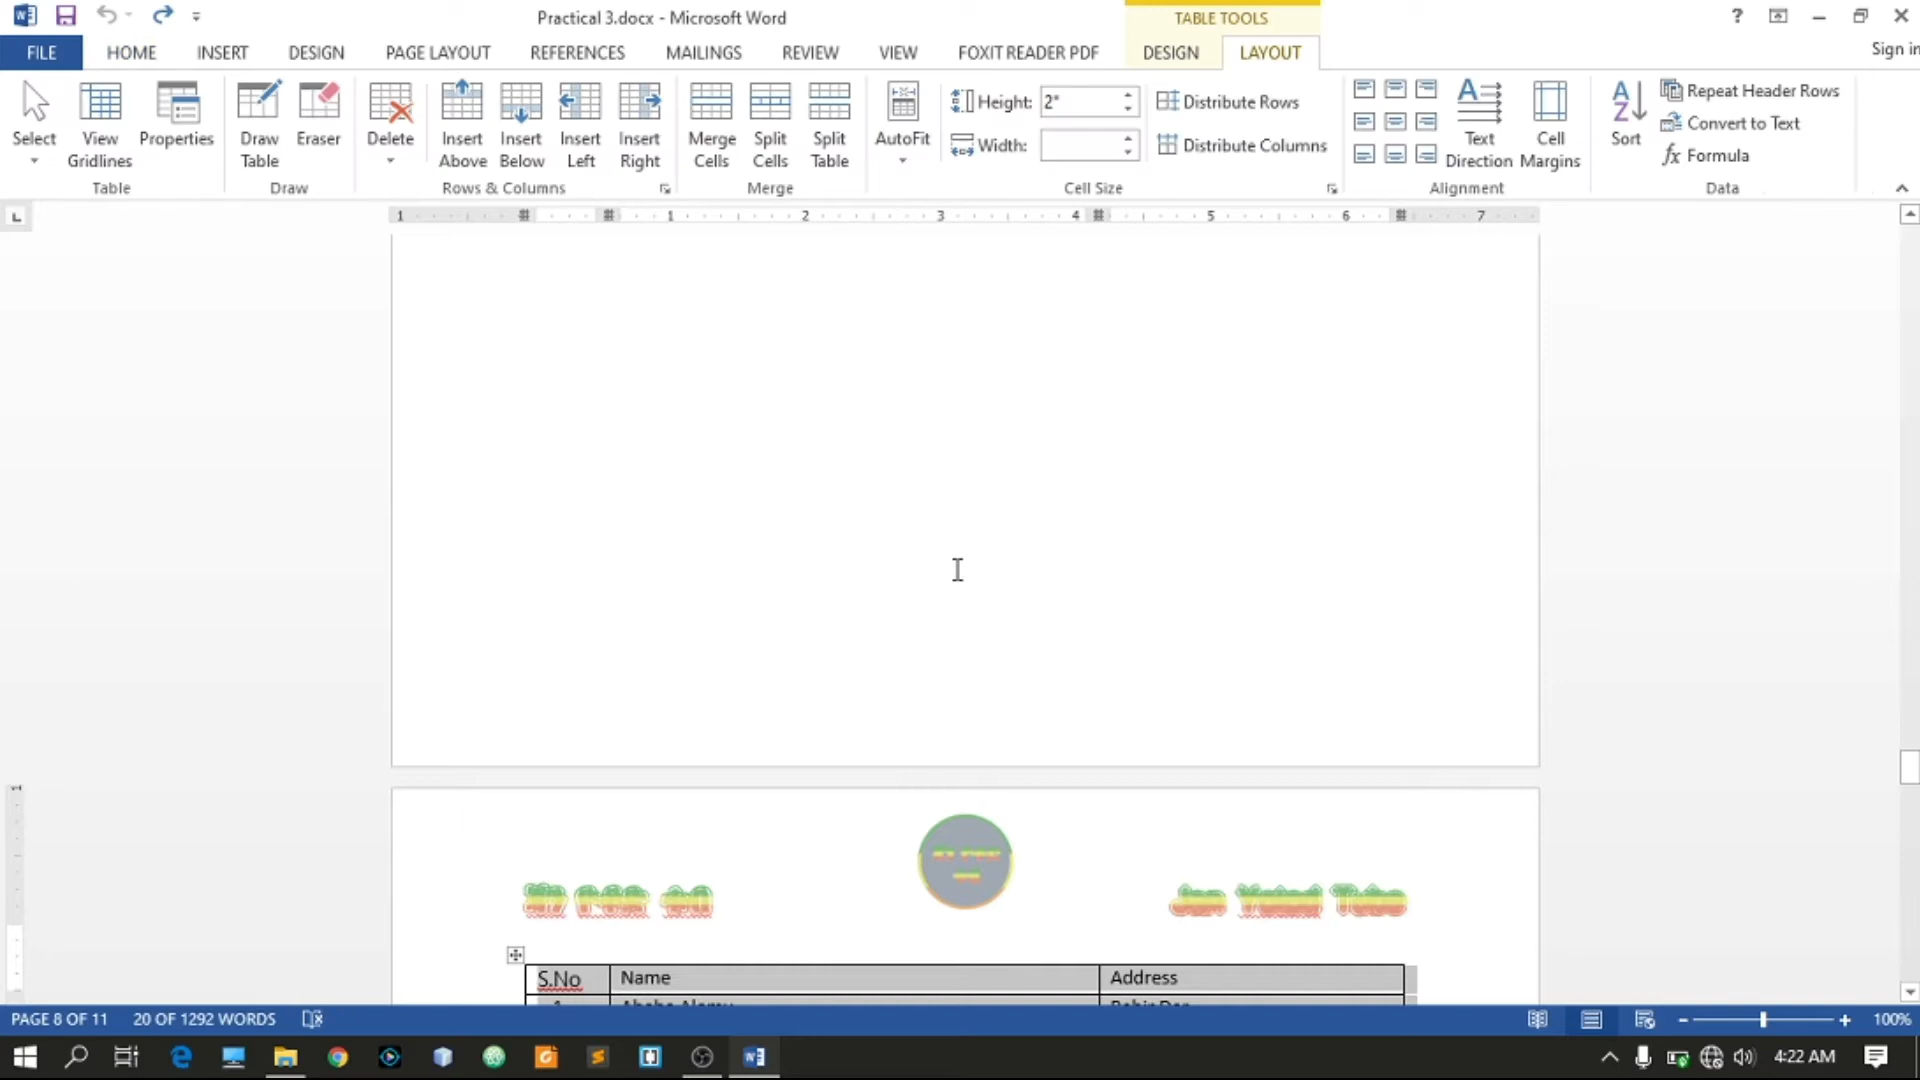 Practical 3.docx - Microsoft Word
TABLE TOOLS
?
FILE HOME INSERT DESIGN PAGE LAYOUT REFERENCES MAILINGS REVIEW VIEW FOXIT READER PDF DESIGN LAYOUT Sign in
Select
View
Gridlines
Properties
Table
Draw
Table
Eraser
Draw
Delete
Insert
Above
Insert
Below
Insert
Left
Insert
Right
Rows & Columns
Merge
Cells
Split
Cells
Split
Table
Merge
AutoFit
Height: 2"
Width:
Distribute Rows
Distribute Columns
Cell Size
Text
Direction
Cell
Margins
Alignment
Sort
Repeat Header Rows
Convert to Text
Formula
Data
1 1 2 3 4 5 6 7
S.No Name Address
PAGE 8 OF 11 20 OF 1292 WORDS 100%
4:22 AM